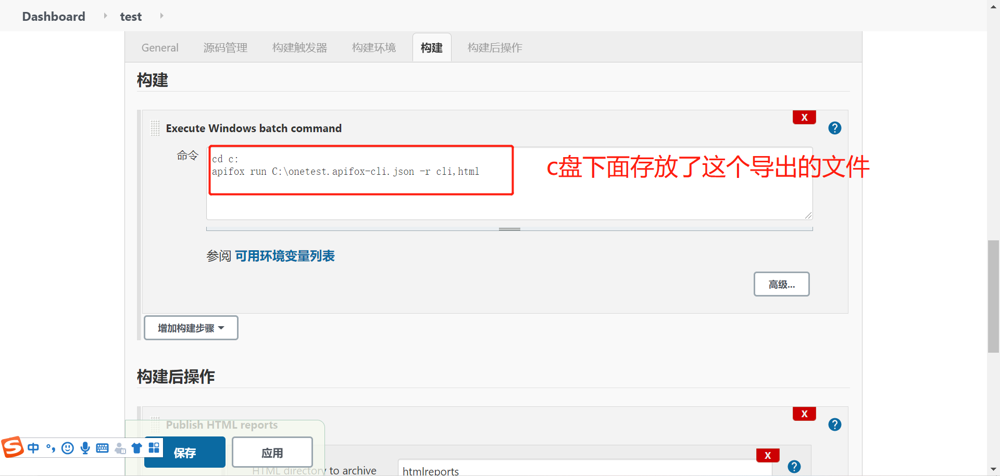 Dashboard
test
General
源码管理
构建触发器
构建环境
构建
构建后操作
构建
X
Execute Windows batch command
?
命令
cd c:
apifox run C:\onetest.apifox-cli.json -r cli,html
c盘下面存放了这个导出的文件
参阅 可用环境变量列表
高级...
增加构建步骤
构建后操作
X
Publish HTML reports
?
中
保存
应用
X
?
HTML directory to archive
htmlreports